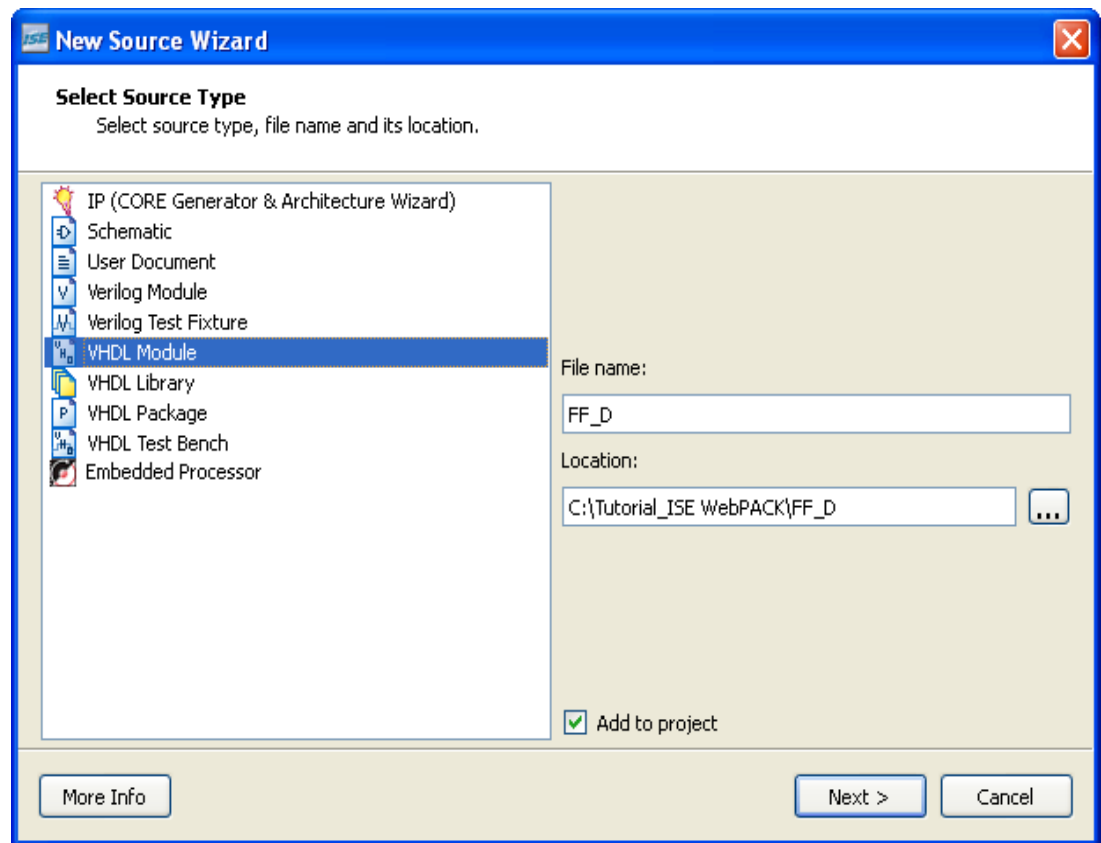 ISE New Source Wizard
Select Source Type
Select source type, file name and its location.
IP (CORE Generator & Architecture Wizard)
Schematic
User Document
V Verilog Module
Verilog Test Fixture
VHDL Module
VHDL Library
P VHDL Package
VHDL Test Bench
Embedded Processor
File name:
FF_D
Location:
C:\Tutorial_ISE WebPACK\FF_D
...
Add to project
More Info
Next >
Cancel